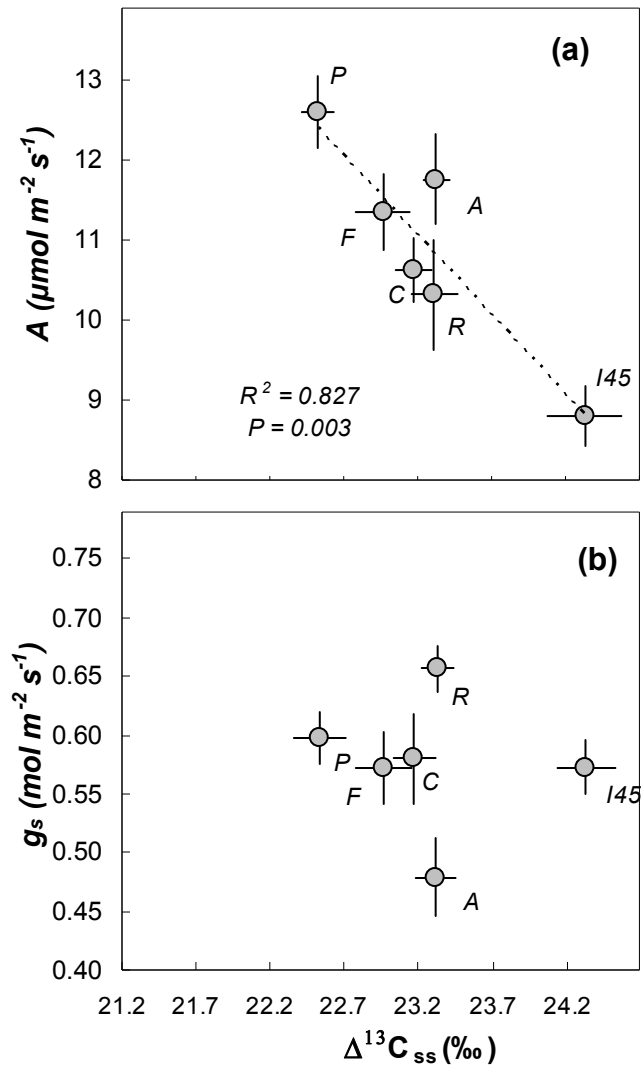 (a)
A (µmol m⁻² s⁻¹)
13
12
11
10
9
8
P
A
F
C
R
I45
R² = 0.827
P = 0.003
(b)
gs (mol m⁻² s⁻¹)
0.75
0.70
0.65
0.60
0.55
0.50
0.45
0.40
R
P
F
C
I45
A
21.2 21.7 22.2 22.7 23.2 23.7 24.2
Δ¹³C ss (‰)